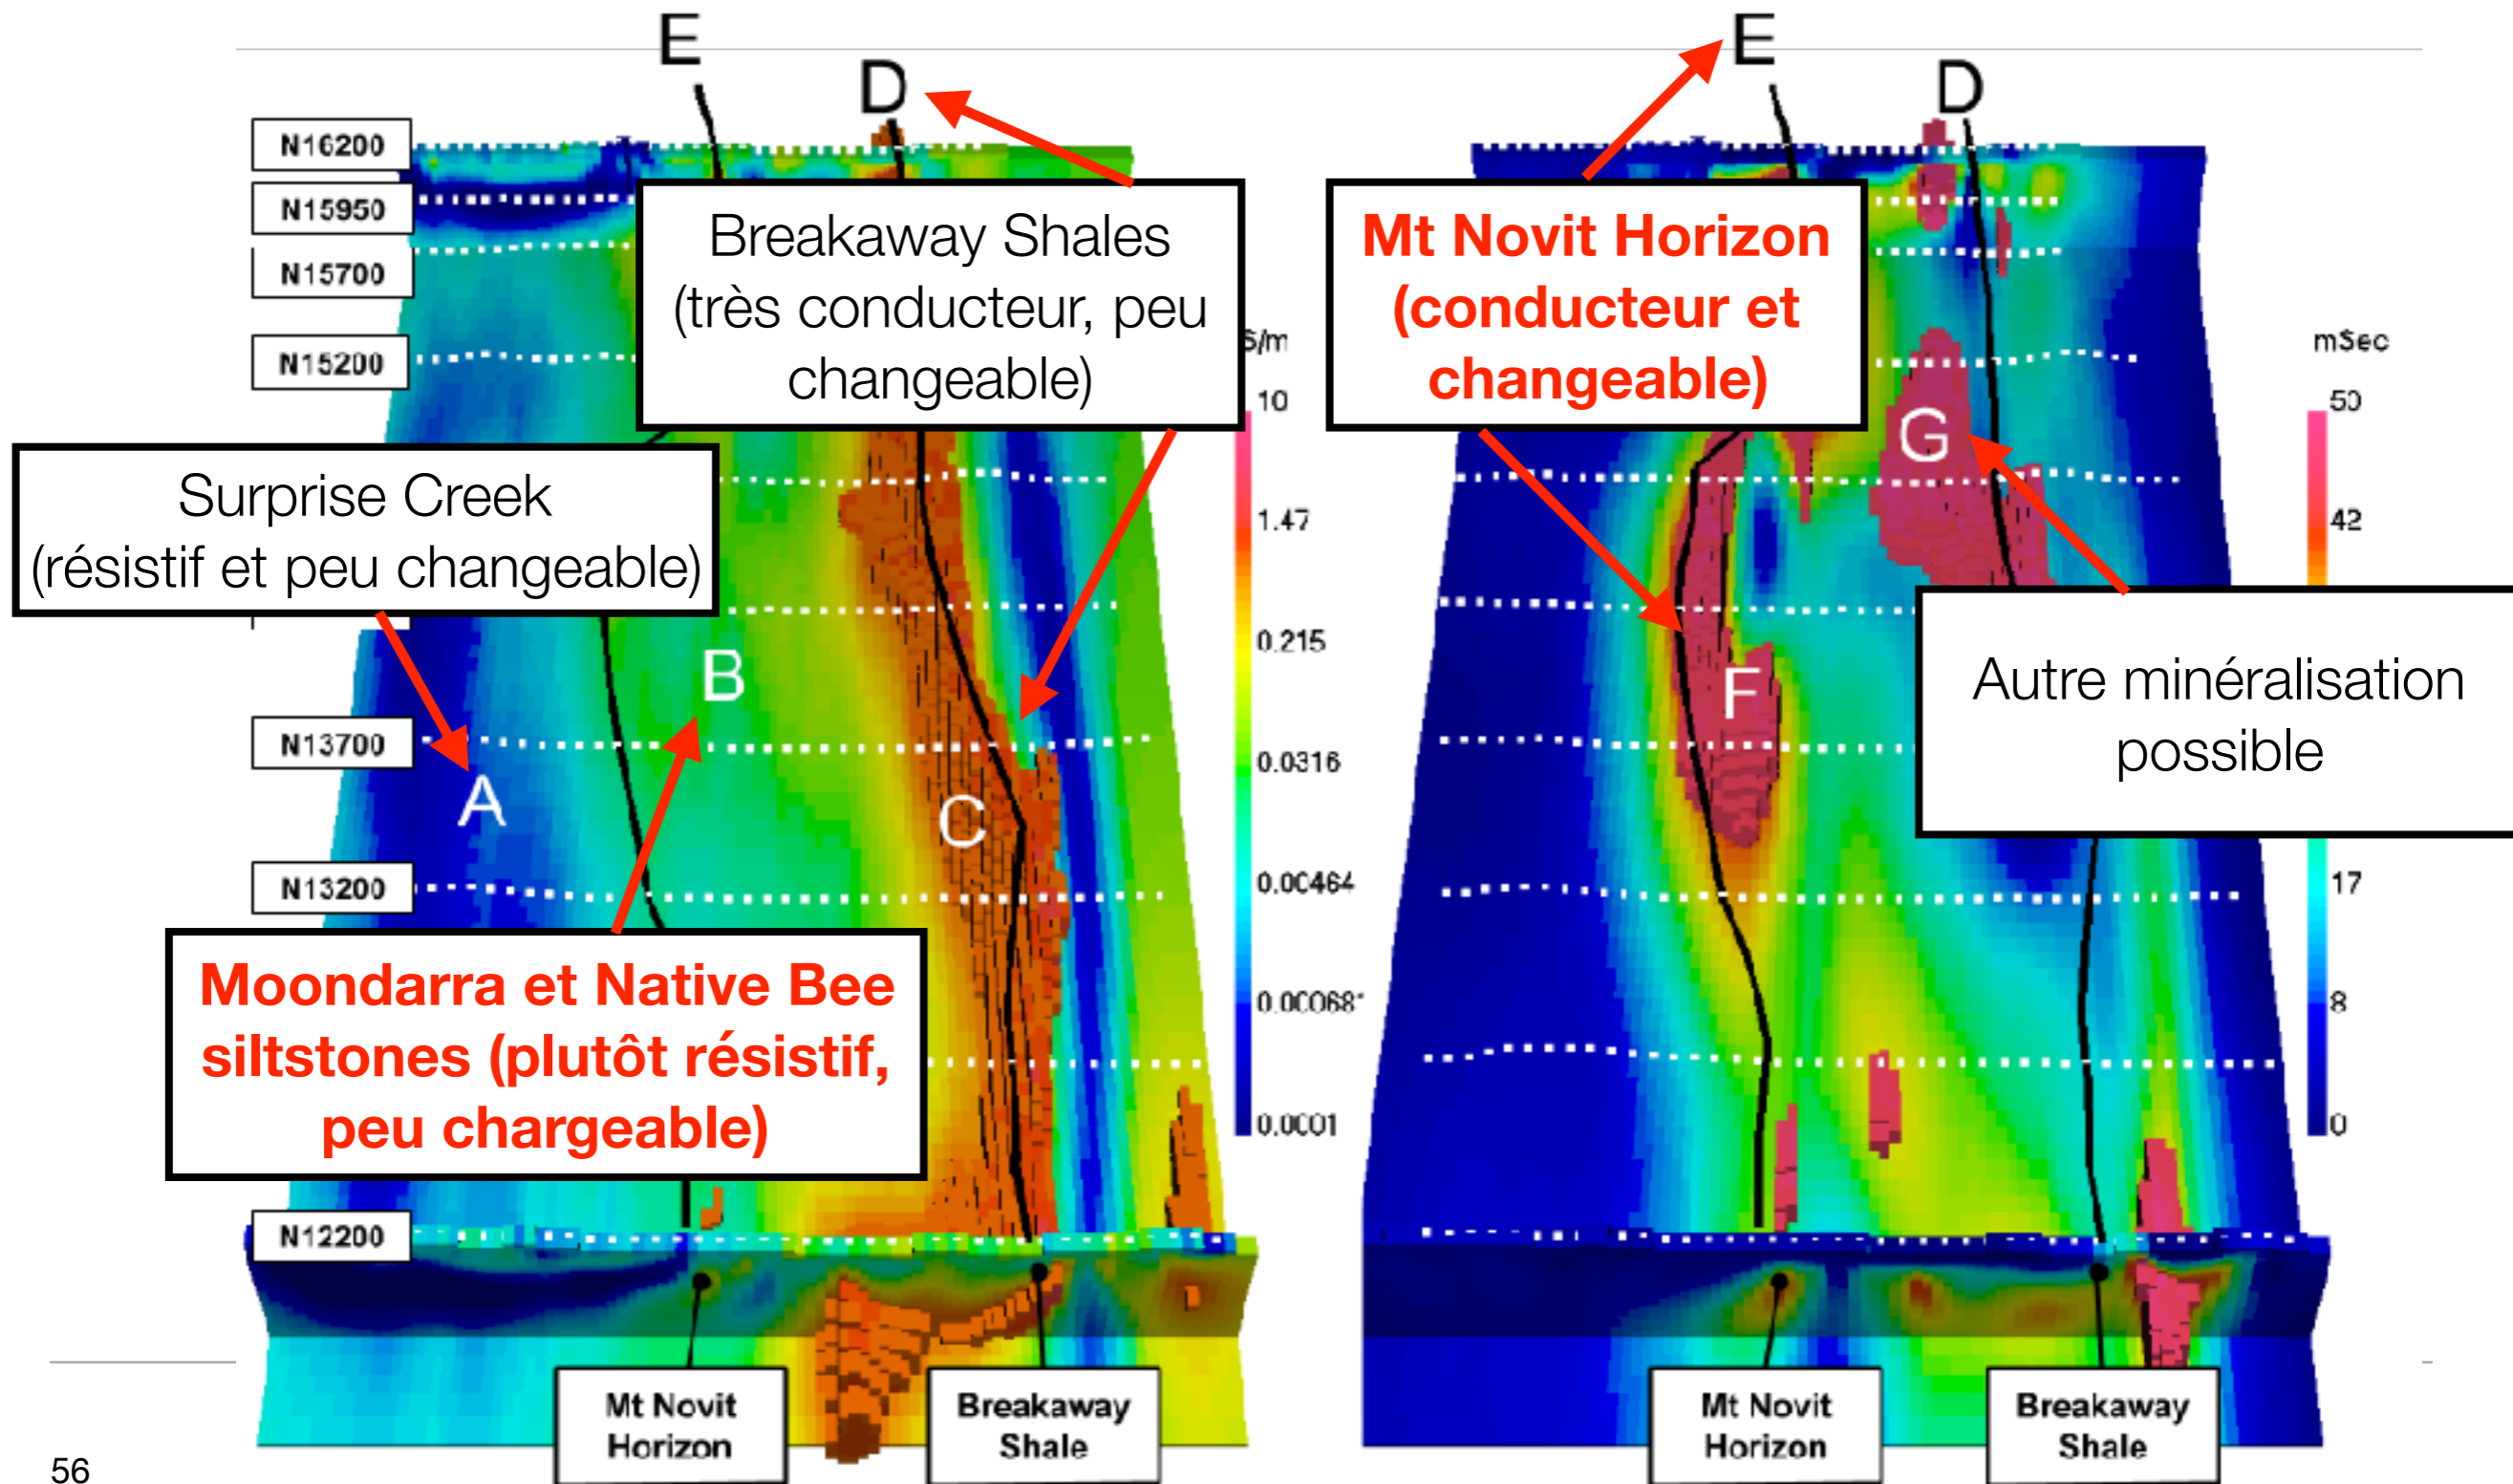 E
D
E
D
N16200
N15950
N15700
N15200
Breakaway Shales
(très conducteur, peu
changeable)
Mt Novit Horizon
(conducteur et
changeable)
S/m
10
1.47
0.215
0.0316
0.00464
0.000681
0.0001
mSec
50
42
17
8
0
Surprise Creek
(résistif et peu changeable)
G
B
F
Autre minéralisation
possible
N13700
A
C
N13200
Moondarra et Native Bee
siltstones (plutôt résistif,
peu chargeable)
N12200
Mt Novit
Horizon
Breakaway
Shale
Mt Novit
Horizon
Breakaway
Shale
56